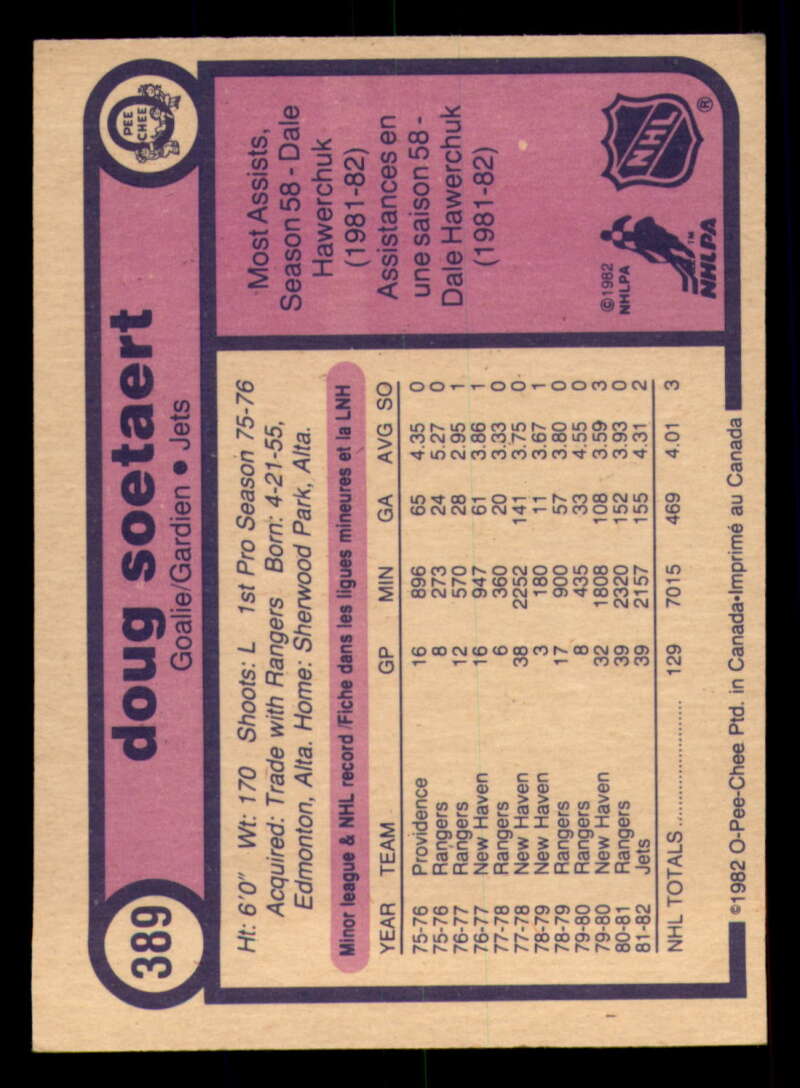 389
doug soetaert
Goalie/Gardien • Jets
O
PEE
CHEE
Ht: 6'0" Wt: 170 Shoots: L 1st Pro Season 75-76
Acquired: Trade with Rangers Born: 4-21-55,
Edmonton, Alta. Home: Sherwood Park, Alta.
Minor league & NHL record /Fiche dans les ligues mineures et la LNH
YEAR TEAM GP MIN GA AVG SO
75-76 Providence 16 896 65 4.35 0
75-76 Rangers 8 273 24 5.27 0
76-77 Rangers 12 570 28 2.95 1
76-77 New Haven 16 947 61 3.86 1
77-78 Rangers 6 360 20 3.33 0
77-78 New Haven 38 2252 141 3.75 0
78-79 New Haven 3 180 11 3.67 1
78-79 Rangers 17 900 57 3.80 0
79-80 Rangers 8 435 33 4.55 0
79-80 New Haven 32 1808 108 3.59 3
80-81 Rangers 39 2320 152 3.93 0
81-82 Jets 39 2157 155 4.31 2
NHL TOTALS .................... 129 7015 469 4.01 3
Most Assists,
Season 58 - Dale
Hawerchuk
(1981-82)
Assistances en
une saison 58 -
Dale Hawerchuk
(1981-82)
NHL ®
©1982
NHLPA
TM
NHLPA
©1982 O-Pee-Chee Ptd. in Canada•Imprimé au Canada